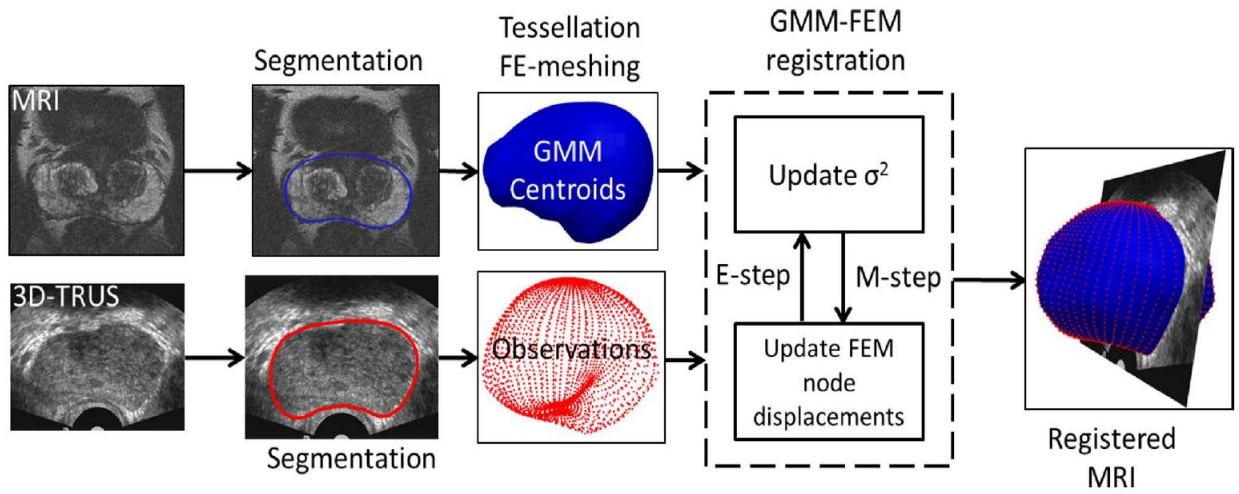 Tessellation
FE-meshing
GMM-FEM
registration
Segmentation
MRI
GMM
Centroids
Update σ²
E-step
M-step
3D-TRUS
Observations
Update FEM
node
displacements
Segmentation
Registered
MRI